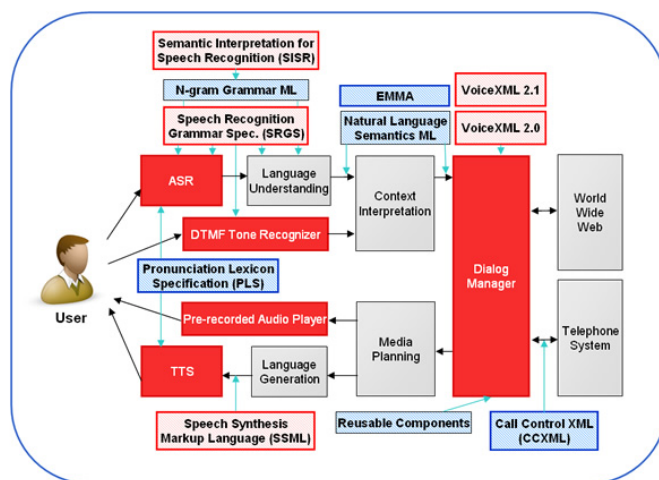 Semantic Interpretation for
Speech Recognition (SISR)
N-gram Grammar ML
Speech Recognition
Grammar Spec. (SRGS)
EMMA
Natural Language
Semantics ML
VoiceXML 2.1
VoiceXML 2.0
ASR
Language
Understanding
Context
Interpretation
DTMF Tone Recognizer
World
Wide
Web
Dialog
Manager
User
Pronunciation Lexicon
Specification (PLS)
Pre-recorded Audio Player
Media
Planning
Telephone
System
TTS
Language
Generation
Speech Synthesis
Markup Language (SSML)
Reusable Components
Call Control XML
(CCXML)